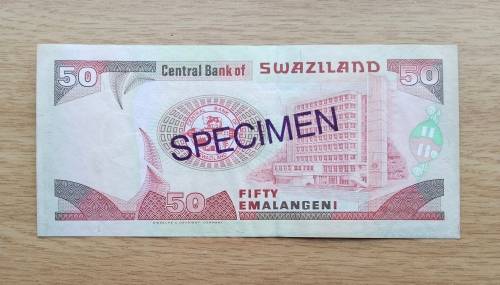 50
Central Bank of SWAZILAND
50
SPECIMEN
50
FIFTY
EMALANGENI